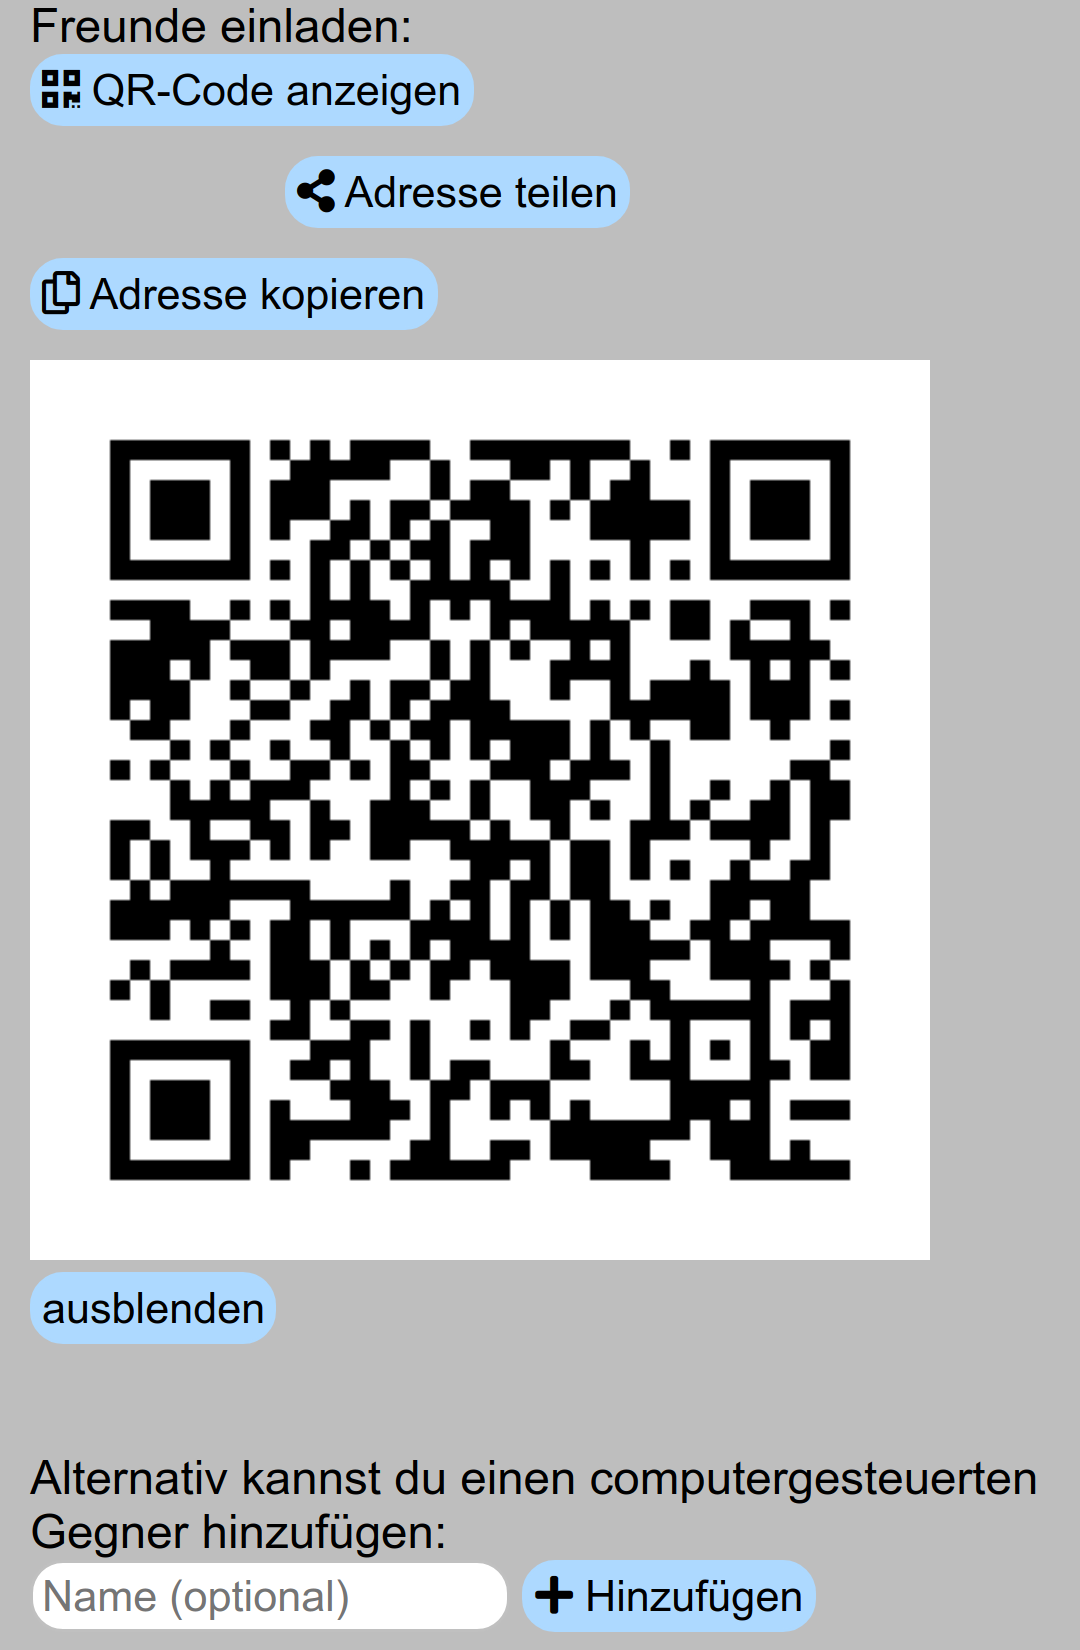 Freunde einladen:
QR-Code anzeigen
Adresse teilen
Adresse kopieren
ausblenden
Alternativ kannst du einen computergesteuerten
Gegner hinzufügen:
Name (optional) Hinzufügen